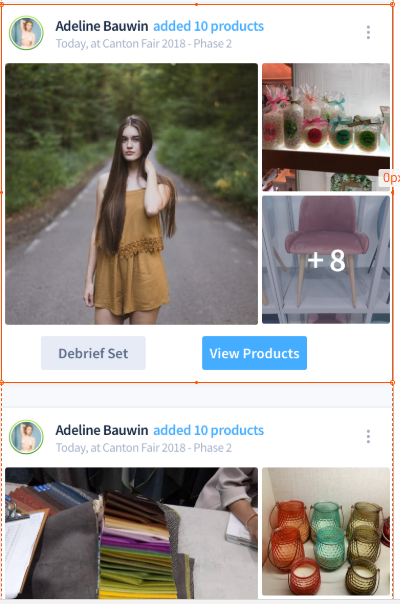 Adeline Bauwin added 10 products
Today, at Canton Fair 2018 - Phase 2
0px
+ 8
Debrief Set
View Products
Adeline Bauwin added 10 products
Today, at Canton Fair 2018 - Phase 2